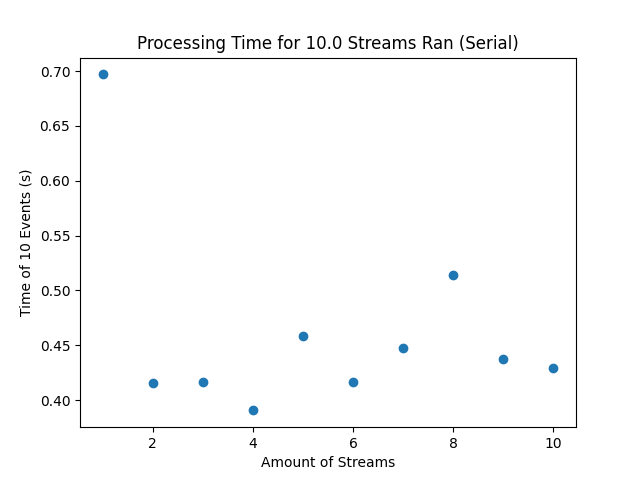 Processing Time for 10.0 Streams Ran (Serial)
0.70
0.65
0.60
0.55
0.50
0.45
0.40
Time of 10 Events (s)
2 4 6 8 10
Amount of Streams